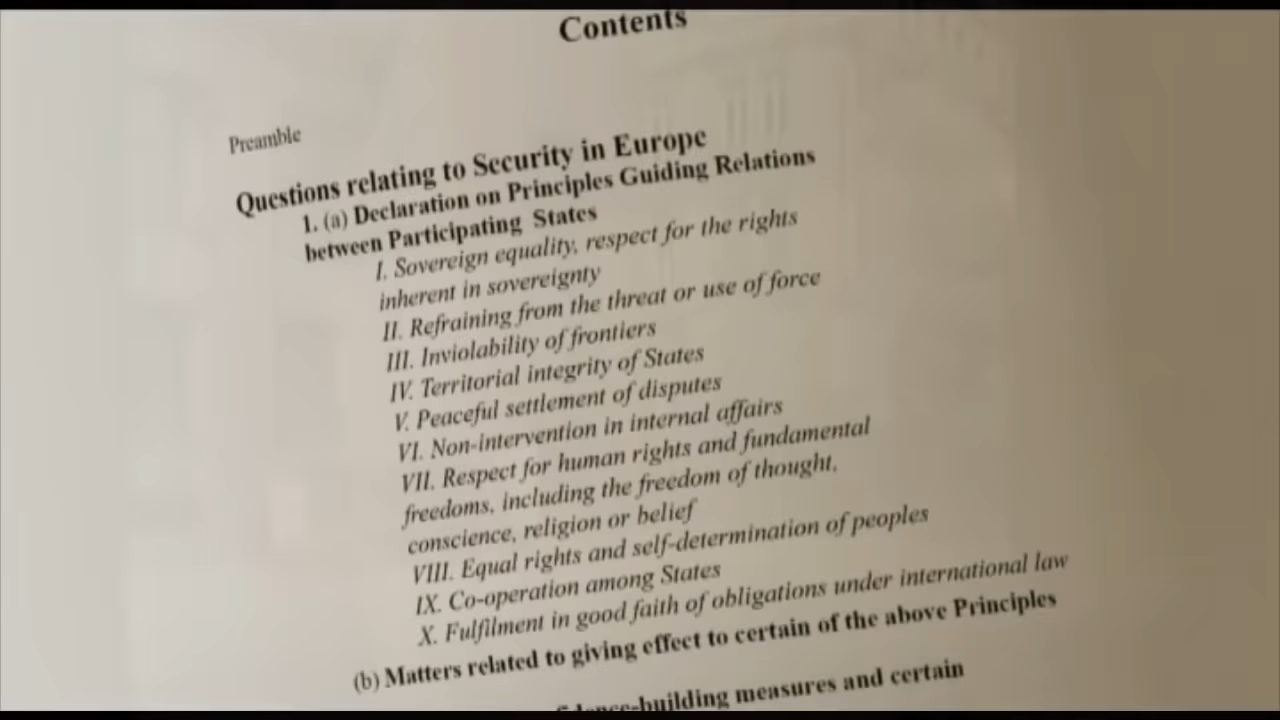 Contents
Preamble
Questions relating to Security in Europe
1. (a) Declaration on Principles Guiding Relations
between Participating States
I. Sovereign equality, respect for the rights
inherent in sovereignty
II. Refraining from the threat or use of force
III. Inviolability of frontiers
IV. Territorial integrity of States
V. Peaceful settlement of disputes
VI. Non-intervention in internal affairs
VII. Respect for human rights and fundamental
freedoms, including the freedom of thought,
conscience, religion or belief
VIII. Equal rights and self-determination of peoples
IX. Co-operation among States
X. Fulfilment in good faith of obligations under international law
(b) Matters related to giving effect to certain of the above Principles
building measures and certain